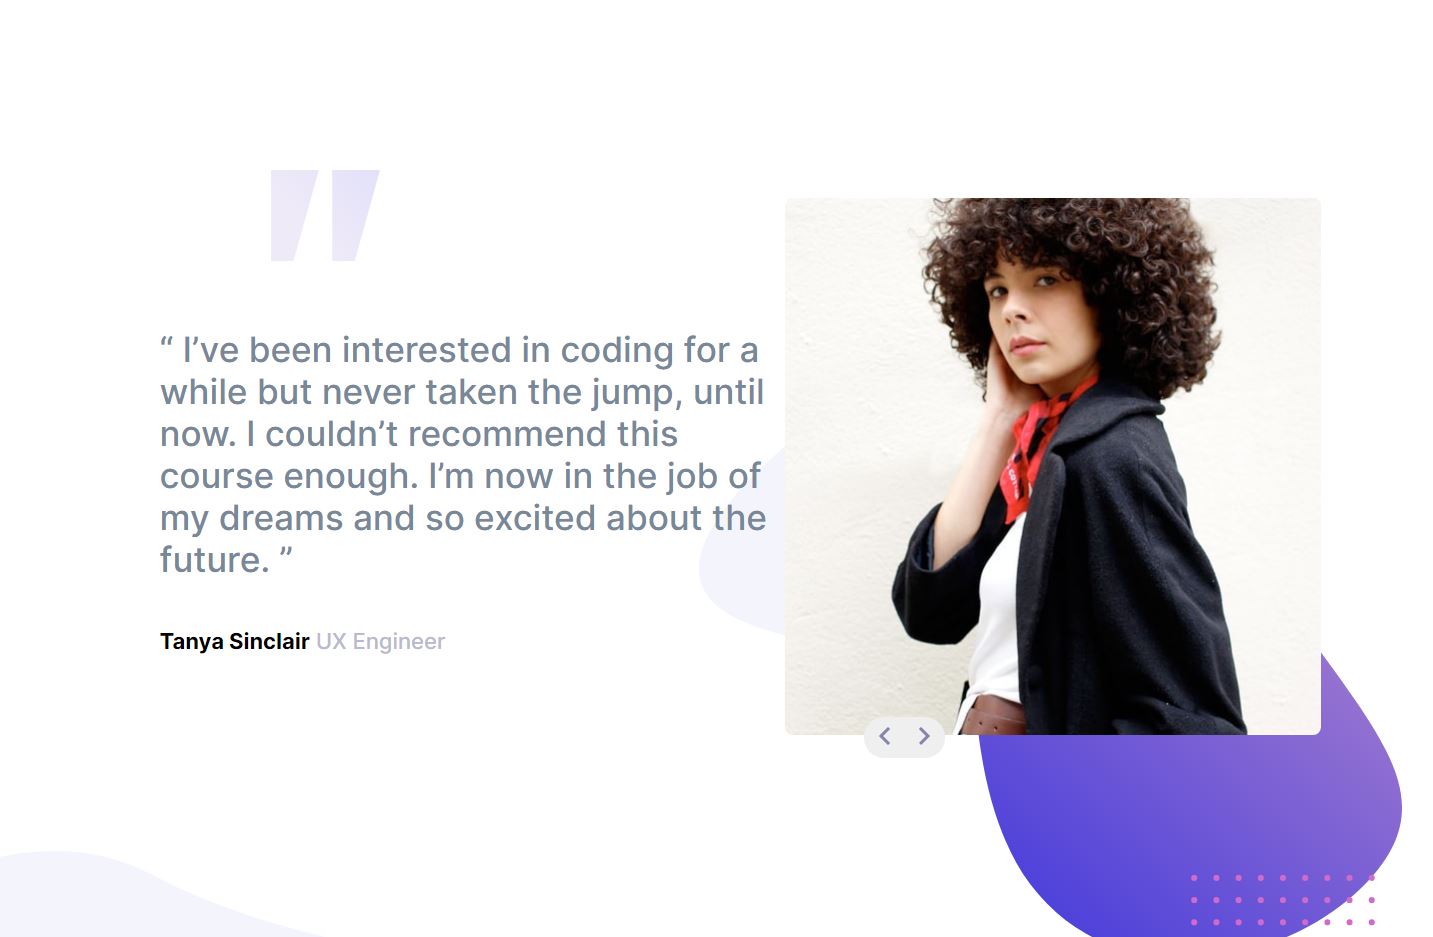 “ I’ve been interested in coding for a
while but never taken the jump, until
now. I couldn’t recommend this
course enough. I’m now in the job of
my dreams and so excited about the
future. ”
Tanya Sinclair UX Engineer